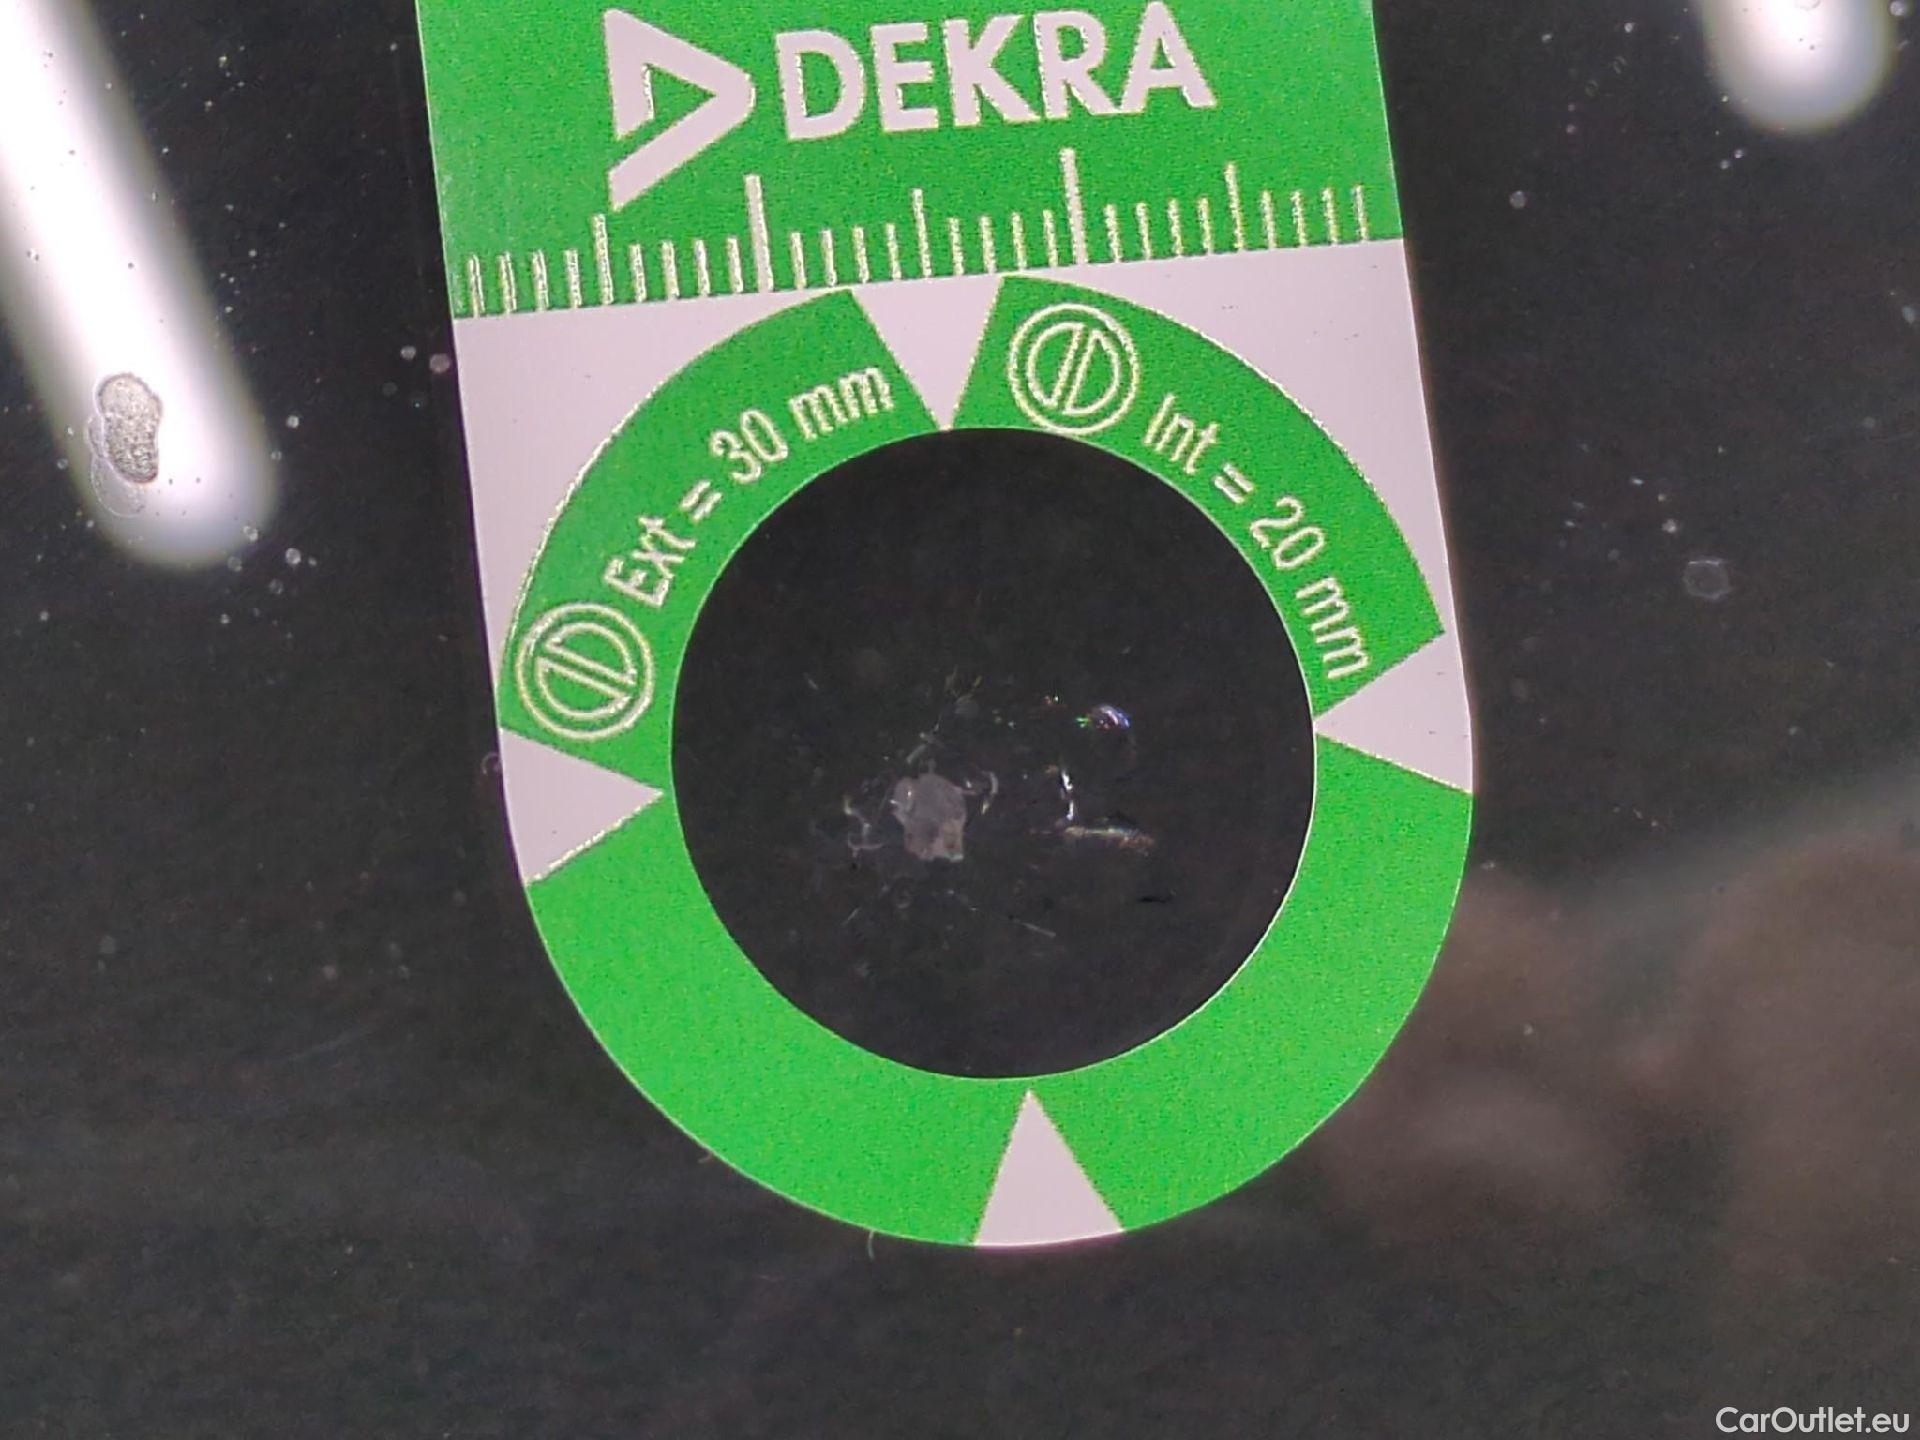 DEKRA
Ext = 30 mm
Int = 20 mm
CarOutlet.eu